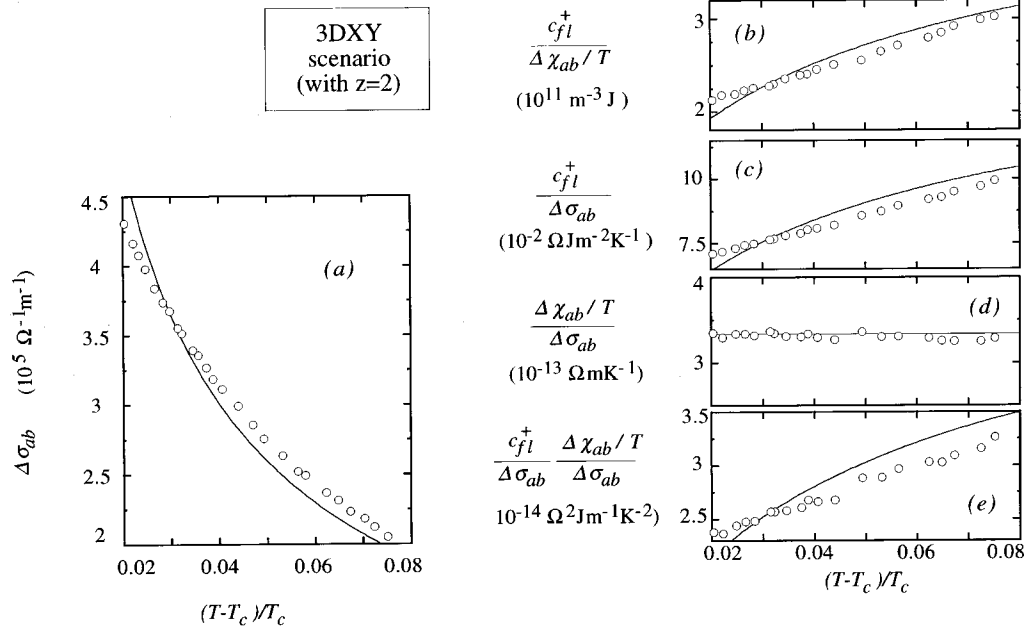 3DXY
scenario
(with z=2)
4.5
4
3.5
3
2.5
2
(a)
Δσab (10^5 Ω^-1m^-1)
0.02 0.04 0.06 0.08
(T-Tc)/Tc
c^+_fl
Δχab/T
(10^11 m^-3 J)
3
2
(b)
c^+_fl
Δσab
(10^-2 ΩJm^-2K^-1)
10
7.5
(c)
Δχab/T
Δσab
(10^-13 ΩmK^-1)
4
3
(d)
c^+_fl Δχab/T
Δσab Δσab
10^-14 Ω^2Jm^-1K^-2)
3.5
3
2.5
(e)
0.02 0.04 0.06 0.08
(T-Tc)/Tc